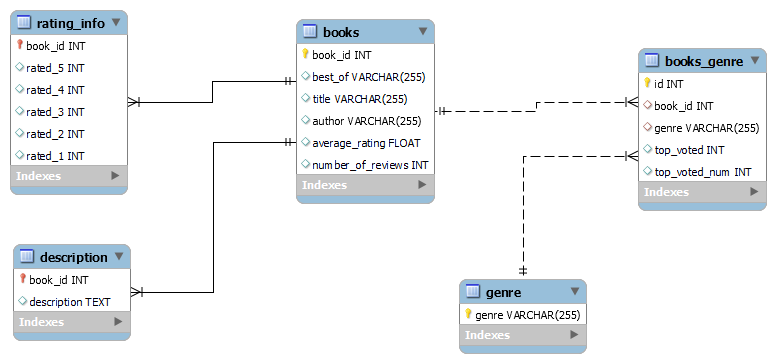 rating_info
book_id INT
rated_5 INT
rated_4 INT
rated_3 INT
rated_2 INT
rated_1 INT
Indexes
books
book_id INT
best_of VARCHAR(255)
title VARCHAR(255)
author VARCHAR(255)
average_rating FLOAT
number_of_reviews INT
Indexes
books_genre
id INT
book_id INT
genre VARCHAR(255)
top_voted INT
top_voted_num INT
Indexes
description
book_id INT
description TEXT
Indexes
genre
genre VARCHAR(255)
Indexes